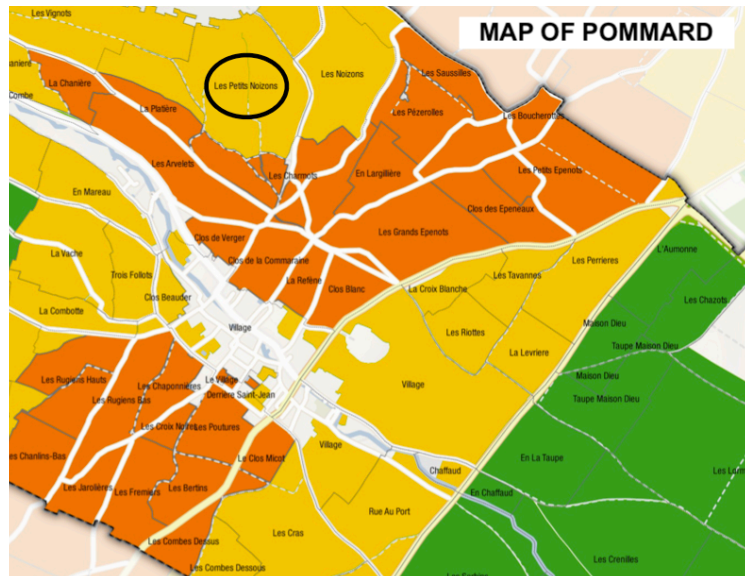 MAP OF POMMARD
Les Vignots
Les Petits Noizons
Les Noizons
Les Saussilles
La Chanière
La Platière
Les Pézerolles
Les Boucherottes
Combe
Les Arvelets
Les Charmots
En Largillière
Les Petits Epenots
En Mareau
Clos des Epeneaux
Clos de Verger
Les Grands Epenots
L'Aumonne
La Vache
Clos de la Commaraine
Les Perrieres
Trois Follots
La Refène
Les Tavannes
Clos Beauder
Clos Blanc
La Croix Blanche
Les Chazots
La Combotte
Village
Les Riottes
Maison Dieu
La Levriere
Taupe Maison Dieu
Les Rugiens Hauts
Les Chaponnières
Le Village
Village
Maison Dieu
Les Rugiens Bas
Derriere Saint-Jean
Taupe Maison Dieu
Les Croix Noires
Les Poutures
Village
Les Chanlins-Bas
Le Clos Micot
En La Taupe
Chaffaud
Les Jarolières
Les Fremiers
Les Bertins
En Chaffaud
Rue Au Port
Les Combes Dessus
Les Cras
Les Crenilles
Les Combes Dessous